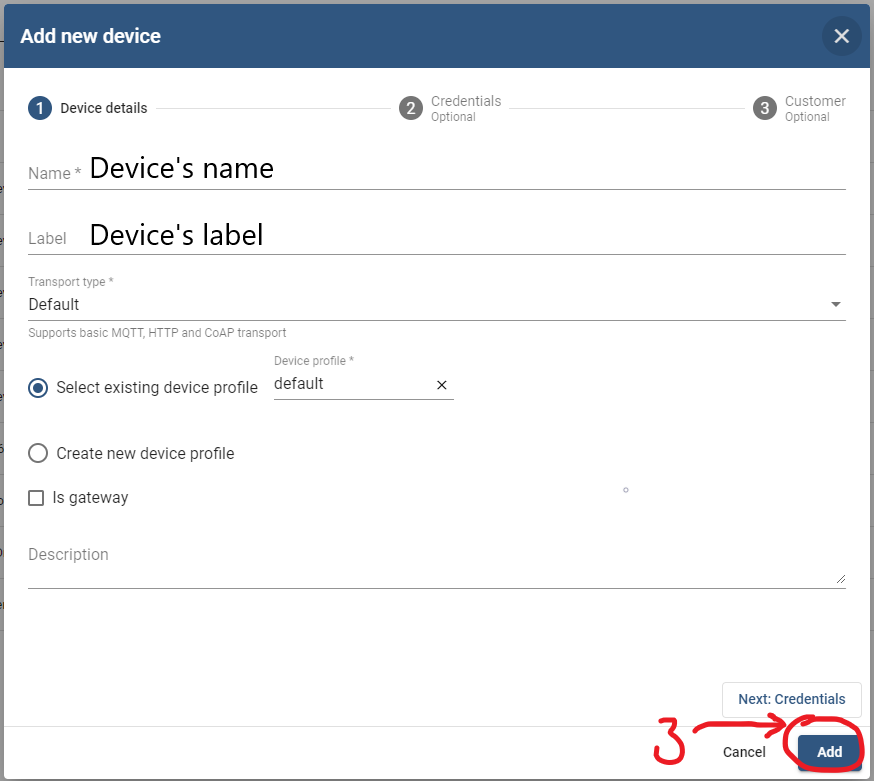 Add new device
1 Device details
2 Credentials
Optional
3 Customer
Optional
Name * Device's name
Label Device's label
Transport type *
Default
Supports basic MQTT, HTTP and CoAP transport
Device profile *
Select existing device profile default
Create new device profile
Is gateway
Description
Next: Credentials
3 Cancel Add